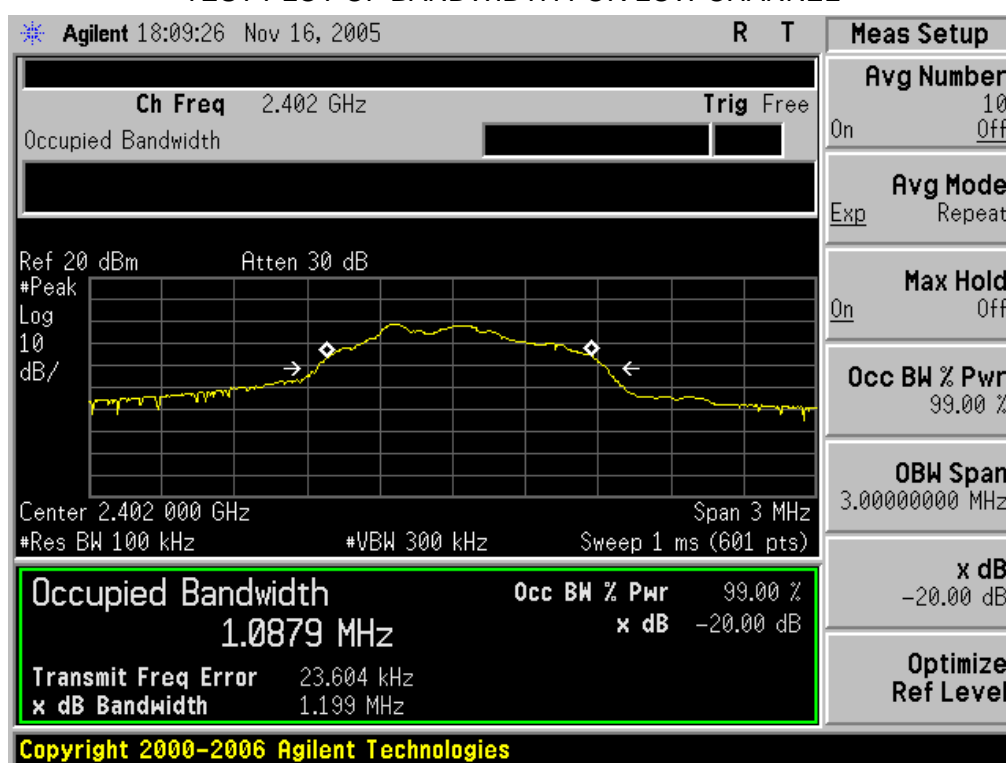 Agilent 18:09:26 Nov 16, 2005 R T
Ch Freq 2.402 GHz Trig Free
Occupied Bandwidth
Ref 20 dBm Atten 30 dB
#Peak
Log
10
dB/
Center 2.402 000 GHz Span 3 MHz
#Res BW 100 kHz #VBW 300 kHz Sweep 1 ms (601 pts)
Occupied Bandwidth Occ BW % Pwr 99.00 %
1.0879 MHz x dB -20.00 dB
Transmit Freq Error 23.604 kHz
x dB Bandwidth 1.199 MHz
Copyright 2000-2006 Agilent Technologies
Meas Setup
Avg Number
10
On Off
Avg Mode
Exp Repeat
Max Hold
On Off
Occ BW % Pwr
99.00 %
OBW Span
3.00000000 MHz
x dB
-20.00 dB
Optimize
Ref Level